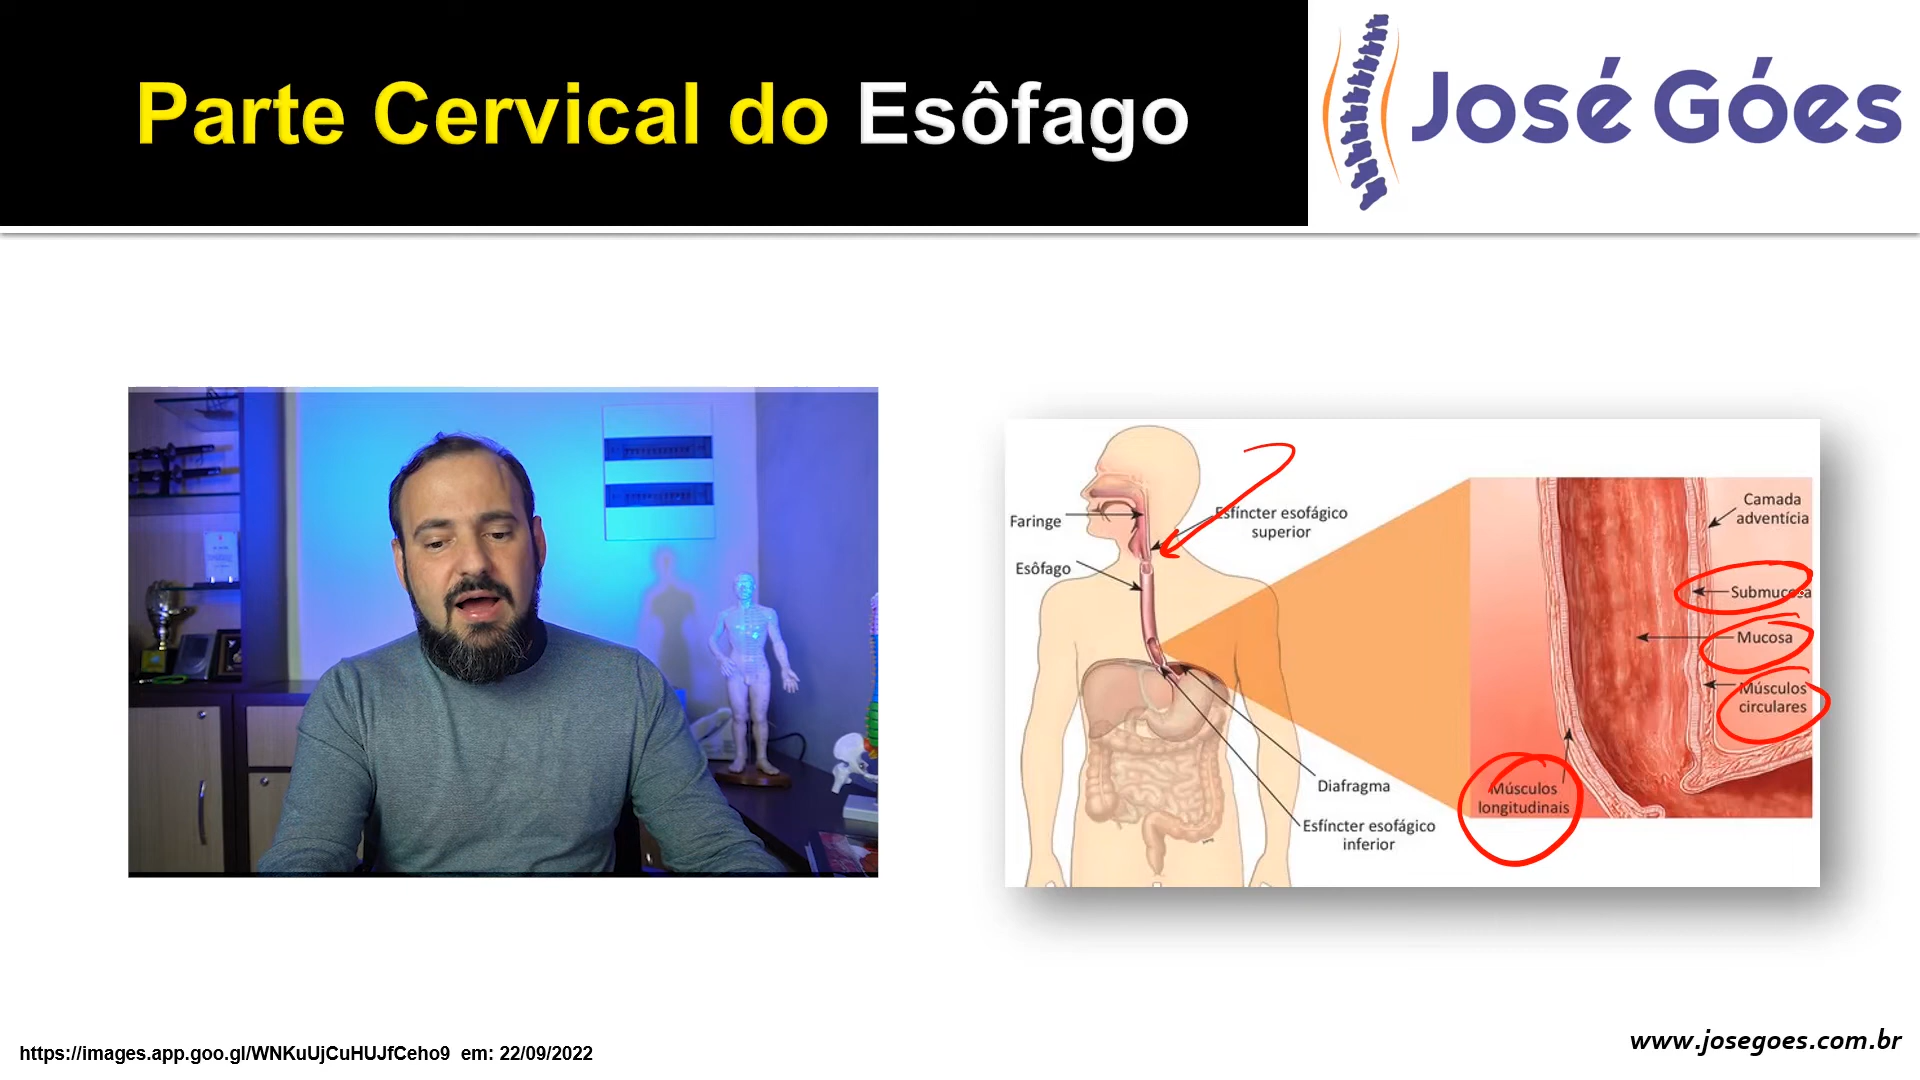 Parte Cervical do Esôfago
José Góes
Faringe
Esfíncter esofágico
superior
Esôfago
Camada
adventícia
Submucosa
Mucosa
Músculos
circulares
Músculos
longitudinais
Diafragma
Esfíncter esofágico
inferior
https://images.app.goo.gl/WNKuUjCuHUJfCeho9 em: 22/09/2022
www.josegoes.com.br